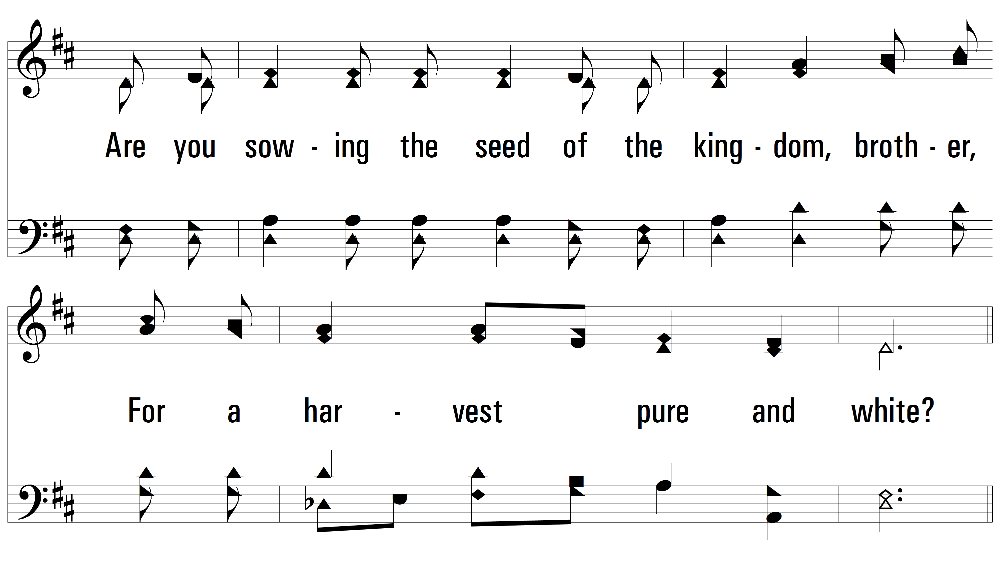 Are you sow - ing the seed of the king - dom, broth - er,
For a har - vest pure and white?